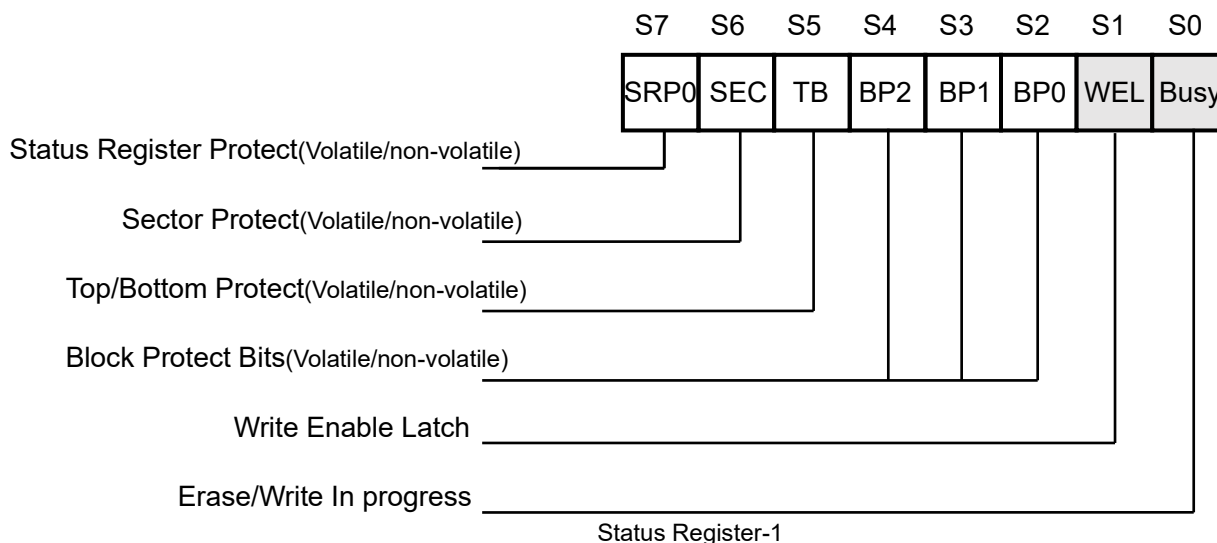 S7 S6 S5 S4 S3 S2 S1 S0
SRP0 SEC TB BP2 BP1 BP0 WEL Busy
Status Register Protect(Volatile/non-volatile)
Sector Protect(Volatile/non-volatile)
Top/Bottom Protect(Volatile/non-volatile)
Block Protect Bits(Volatile/non-volatile)
Write Enable Latch
Erase/Write In progress
Status Register-1